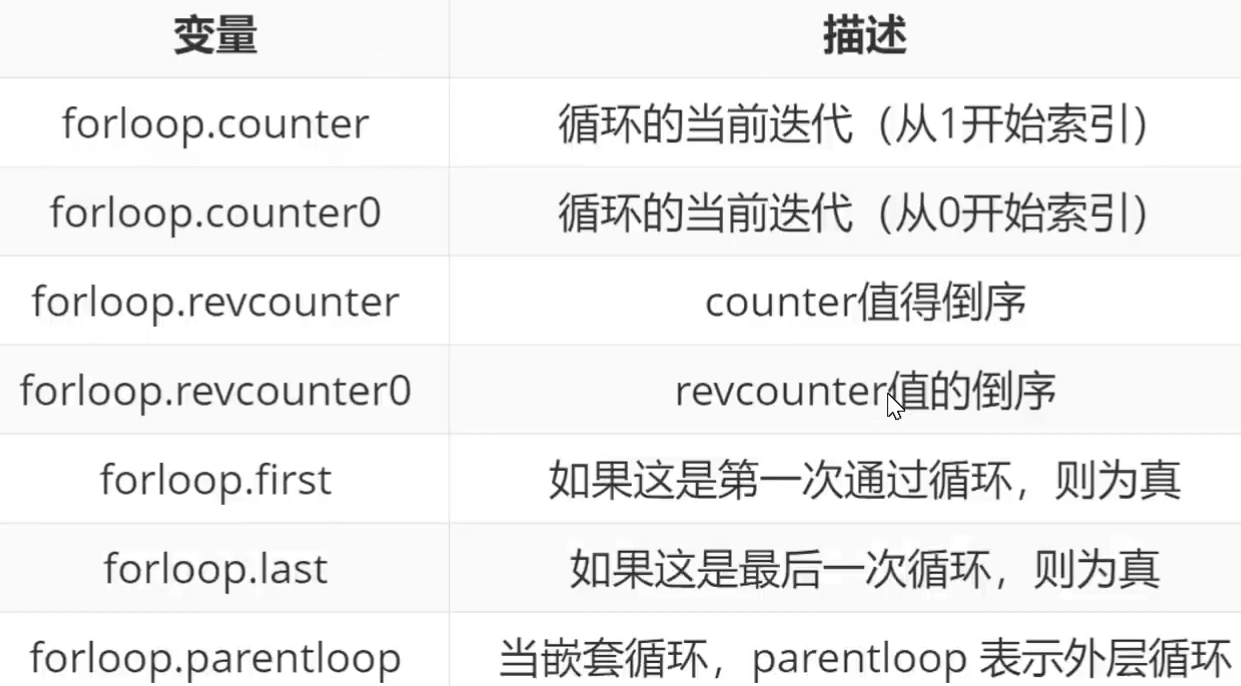 变量 描述
forloop.counter 循环的当前迭代（从1开始索引）
forloop.counter0 循环的当前迭代（从0开始索引）
forloop.revcounter counter值得倒序
forloop.revcounter0 revcounter值的倒序
forloop.first 如果这是第一次通过循环，则为真
forloop.last 如果这是最后一次循环，则为真
forloop.parentloop 当嵌套循环，parentloop 表示外层循环